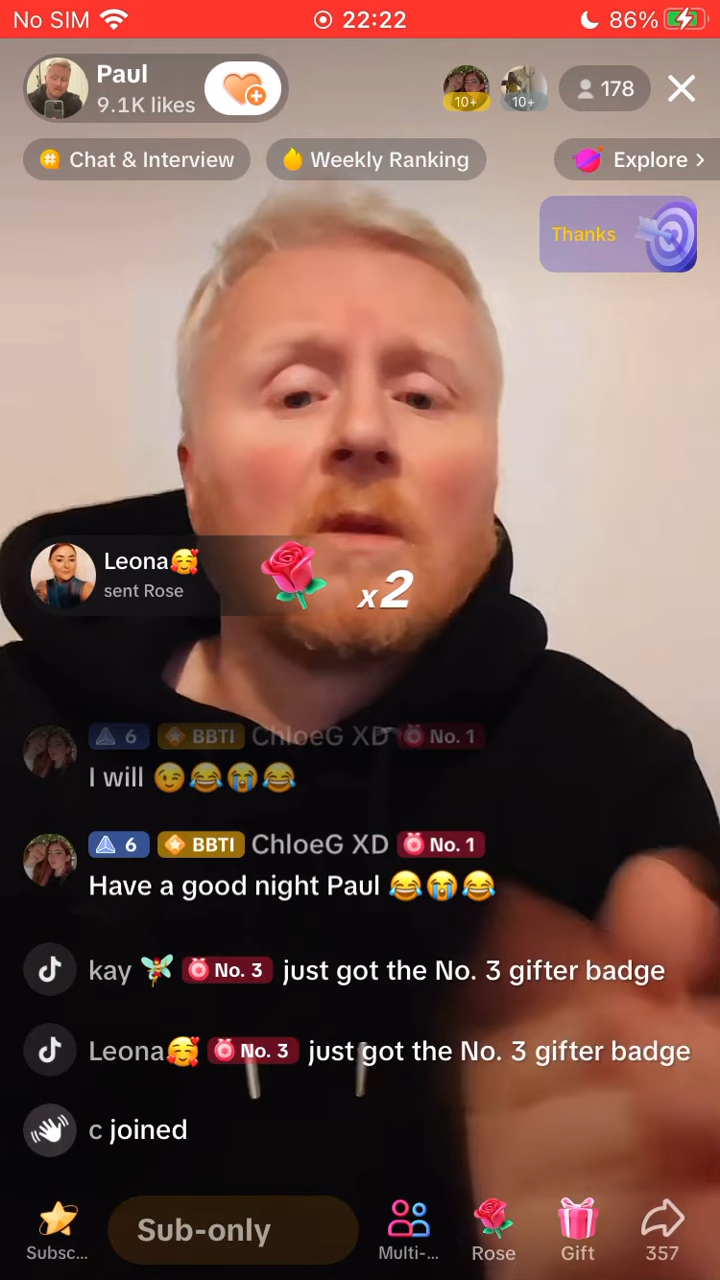 No SIM 22:22 86%
Paul
9.1K likes
10+ 10+ 178
Chat & Interview Weekly Ranking Explore >
Thanks
Leona🥰
sent Rose
x2
6 BBTI ChloeG XD No. 1
I will 😉😂😭😂
6 BBTI ChloeG XD No. 1
Have a good night Paul 😂😭😂
kay 🧚 No. 3 just got the No. 3 gifter badge
Leona🥰 No. 3 just got the No. 3 gifter badge
c joined
Sub-only
Subsc... Multi-... Rose Gift 357